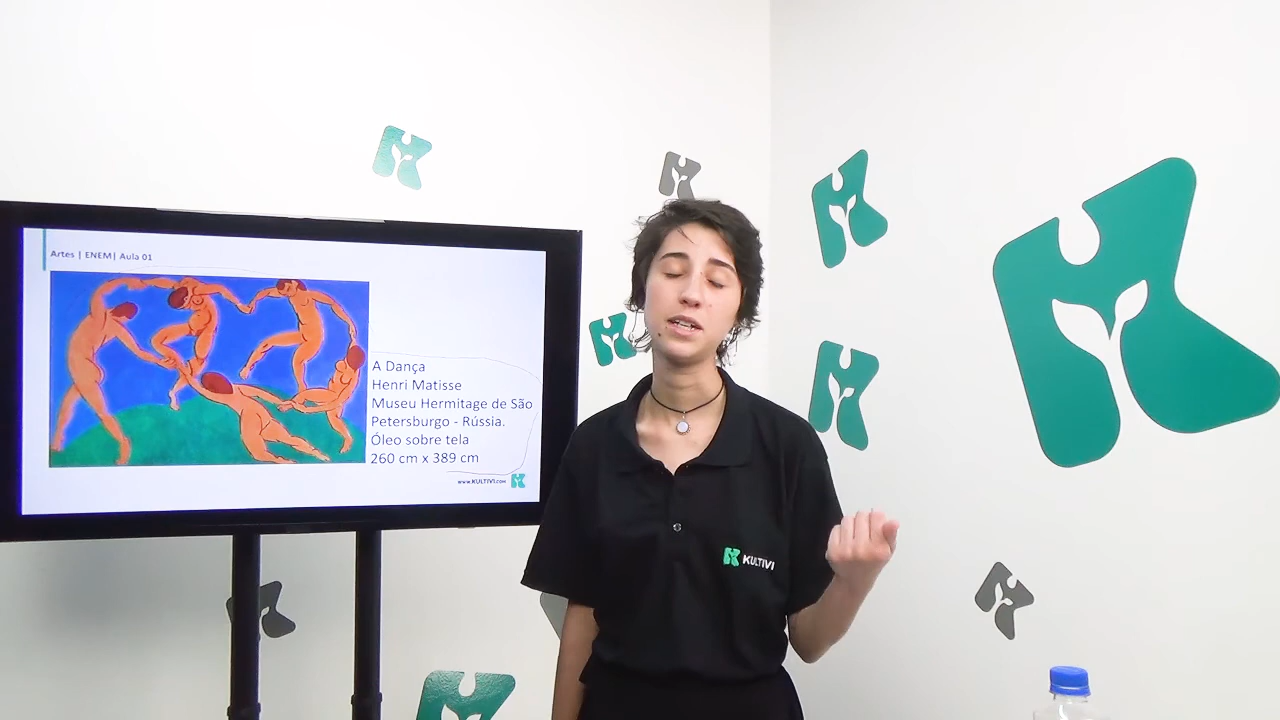 Artes | ENEM| Aula 01
A Dança
Henri Matisse
Museu Hermitage de São
Petersburgo - Rússia.
Óleo sobre tela
260 cm x 389 cm
www.KULTIVI.COM
KULTIVI